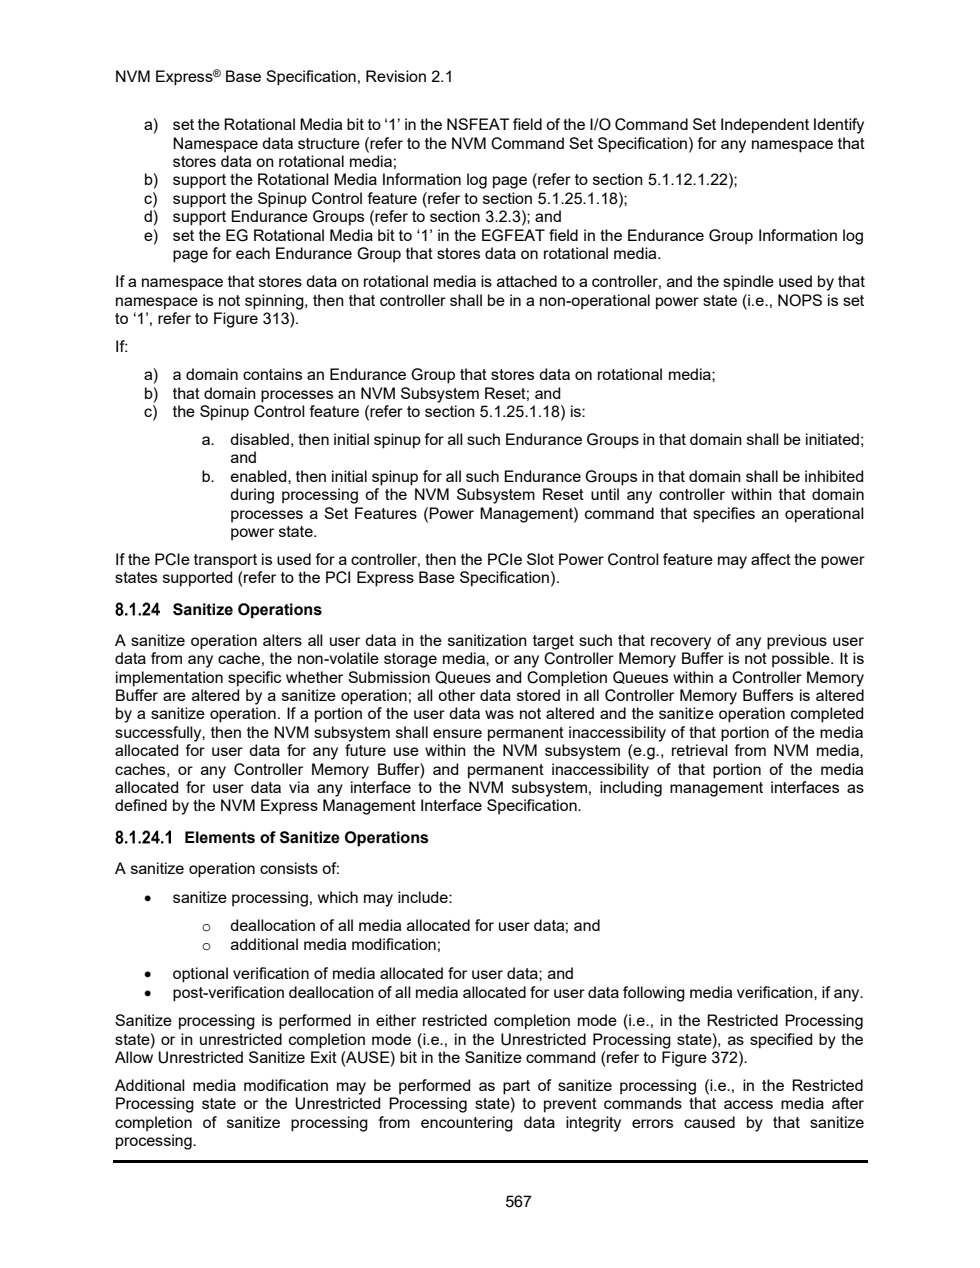 NVM Express® Base Specification, Revision 2.1
a) set the Rotational Media bit to ‘1’ in the NSFEAT field of the I/O Command Set Independent Identify
Namespace data structure (refer to the NVM Command Set Specification) for any namespace that
stores data on rotational media;
b) support the Rotational Media Information log page (refer to section 5.1.12.1.22);
c) support the Spinup Control feature (refer to section 5.1.25.1.18);
d) support Endurance Groups (refer to section 3.2.3); and
e) set the EG Rotational Media bit to ‘1’ in the EGFEAT field in the Endurance Group Information log
page for each Endurance Group that stores data on rotational media.
If a namespace that stores data on rotational media is attached to a controller, and the spindle used by that
namespace is not spinning, then that controller shall be in a non-operational power state (i.e., NOPS is set
to ‘1’, refer to Figure 313).
If:
a) a domain contains an Endurance Group that stores data on rotational media;
b) that domain processes an NVM Subsystem Reset; and
c) the Spinup Control feature (refer to section 5.1.25.1.18) is:
a. disabled, then initial spinup for all such Endurance Groups in that domain shall be initiated;
and
b. enabled, then initial spinup for all such Endurance Groups in that domain shall be inhibited
during processing of the NVM Subsystem Reset until any controller within that domain
processes a Set Features (Power Management) command that specifies an operational
power state.
If the PCIe transport is used for a controller, then the PCIe Slot Power Control feature may affect the power
states supported (refer to the PCI Express Base Specification).
8.1.24 Sanitize Operations
A sanitize operation alters all user data in the sanitization target such that recovery of any previous user
data from any cache, the non-volatile storage media, or any Controller Memory Buffer is not possible. It is
implementation specific whether Submission Queues and Completion Queues within a Controller Memory
Buffer are altered by a sanitize operation; all other data stored in all Controller Memory Buffers is altered
by a sanitize operation. If a portion of the user data was not altered and the sanitize operation completed
successfully, then the NVM subsystem shall ensure permanent inaccessibility of that portion of the media
allocated for user data for any future use within the NVM subsystem (e.g., retrieval from NVM media,
caches, or any Controller Memory Buffer) and permanent inaccessibility of that portion of the media
allocated for user data via any interface to the NVM subsystem, including management interfaces as
defined by the NVM Express Management Interface Specification.
8.1.24.1 Elements of Sanitize Operations
A sanitize operation consists of:
• sanitize processing, which may include:
o deallocation of all media allocated for user data; and
o additional media modification;
• optional verification of media allocated for user data; and
• post-verification deallocation of all media allocated for user data following media verification, if any.
Sanitize processing is performed in either restricted completion mode (i.e., in the Restricted Processing
state) or in unrestricted completion mode (i.e., in the Unrestricted Processing state), as specified by the
Allow Unrestricted Sanitize Exit (AUSE) bit in the Sanitize command (refer to Figure 372).
Additional media modification may be performed as part of sanitize processing (i.e., in the Restricted
Processing state or the Unrestricted Processing state) to prevent commands that access media after
completion of sanitize processing from encountering data integrity errors caused by that sanitize
processing.
567